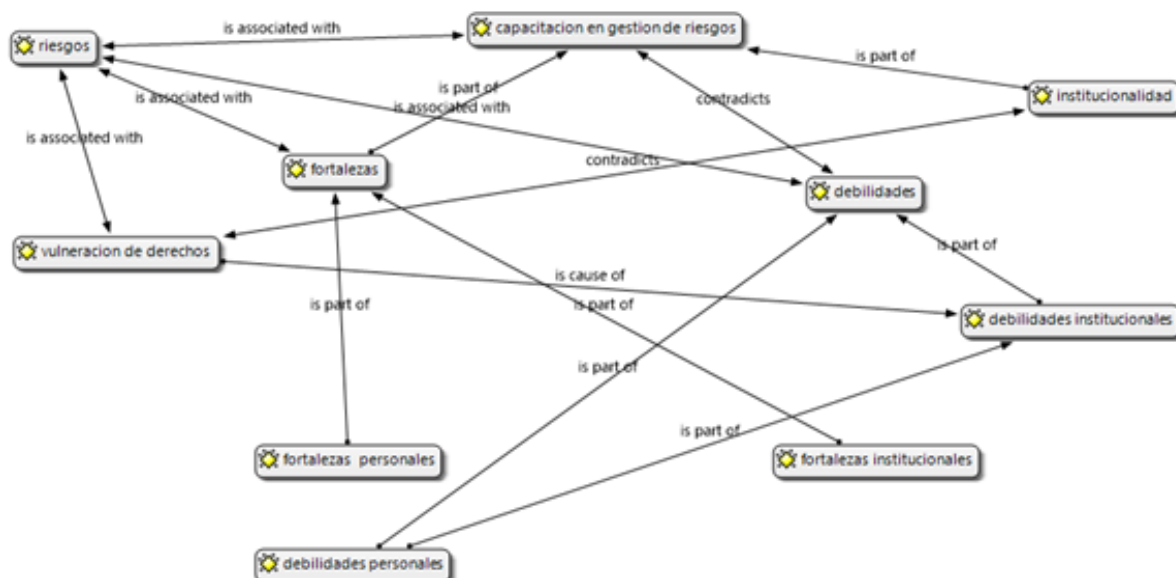 is associated with
capacitacion en gestion de riesgos
riesgos
is part of
is part of
institucionalidad
is associated with
is associated with
contradicts
is associated with
contradicts
fortalezas
debilidades
vulneracion de derechos
is part of
is cause of
is part of
is part of
debilidades institucionales
is part of
is part of
fortalezas  personales
fortalezas institucionales
debilidades personales